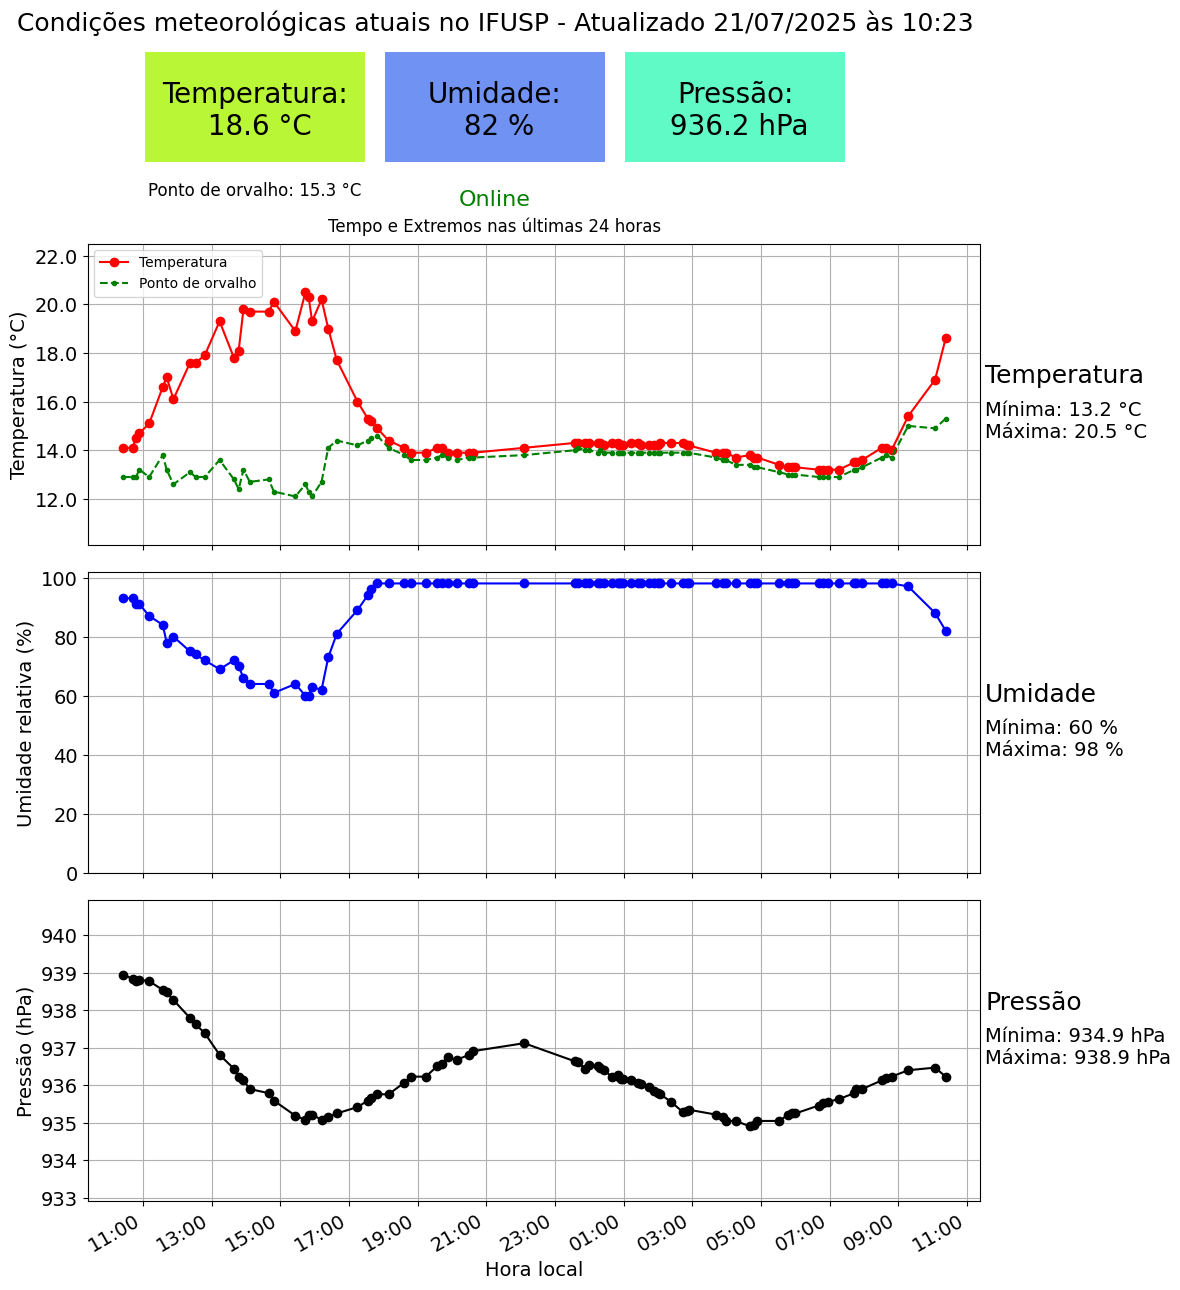 Condições meteorológicas atuais no IFUSP - Atualizado 21/07/2025 às 10:23
Temperatura:
18.6 °C
Umidade:
82 %
Pressão:
936.2 hPa
Ponto de orvalho: 15.3 °C
Online
Tempo e Extremos nas últimas 24 horas
Temperatura (°C)
22.0
20.0
18.0
16.0
14.0
12.0
Temperatura
Ponto de orvalho
Temperatura
Mínima: 13.2 °C
Máxima: 20.5 °C
Umidade relativa (%)
100
80
60
40
20
0
Umidade
Mínima: 60 %
Máxima: 98 %
Pressão (hPa)
940
939
938
937
936
935
934
933
Pressão
Mínima: 934.9 hPa
Máxima: 938.9 hPa
11:00
13:00
15:00
17:00
19:00
21:00
23:00
01:00
03:00
05:00
07:00
09:00
11:00
Hora local